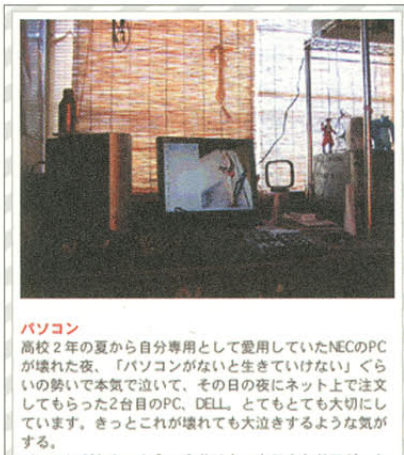 パソコン
高校2年の夏から自分専用として愛用していたNECのPC
が壊れた夜、「パソコンがないと生きていけない」ぐら
いの勢いで本気で泣いて、その日の夜にネット上で注文
してもらった2台目のPC、DELL。とてもとても大切にし
ています。きっとこれが壊れても大泣きするような気が
する。